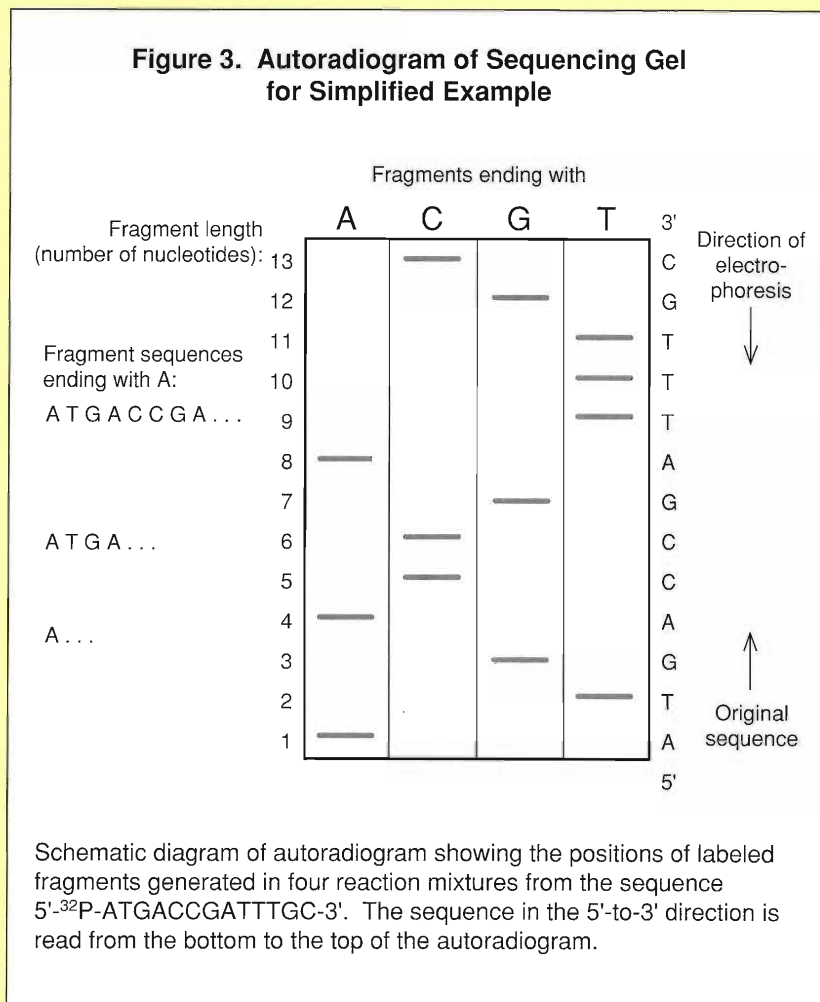 Figure 3. Autoradiogram of Sequencing Gel
for Simplified Example
Fragments ending with
A C G T 3'
Fragment length
(number of nucleotides): 13 C
12 G
11 T
10 T
9 T
8 A
7 G
6 C
5 C
4 A
3 G
2 T
1 A
5'
Fragment sequences
ending with A:
A T G A C C G A . . .
A T G A . . .
A . . .
Direction of
electro-
phoresis
Original
sequence
Schematic diagram of autoradiogram showing the positions of labeled
fragments generated in four reaction mixtures from the sequence
5'-³²P-ATGACCGATTTGC-3'. The sequence in the 5'-to-3' direction is
read from the bottom to the top of the autoradiogram.